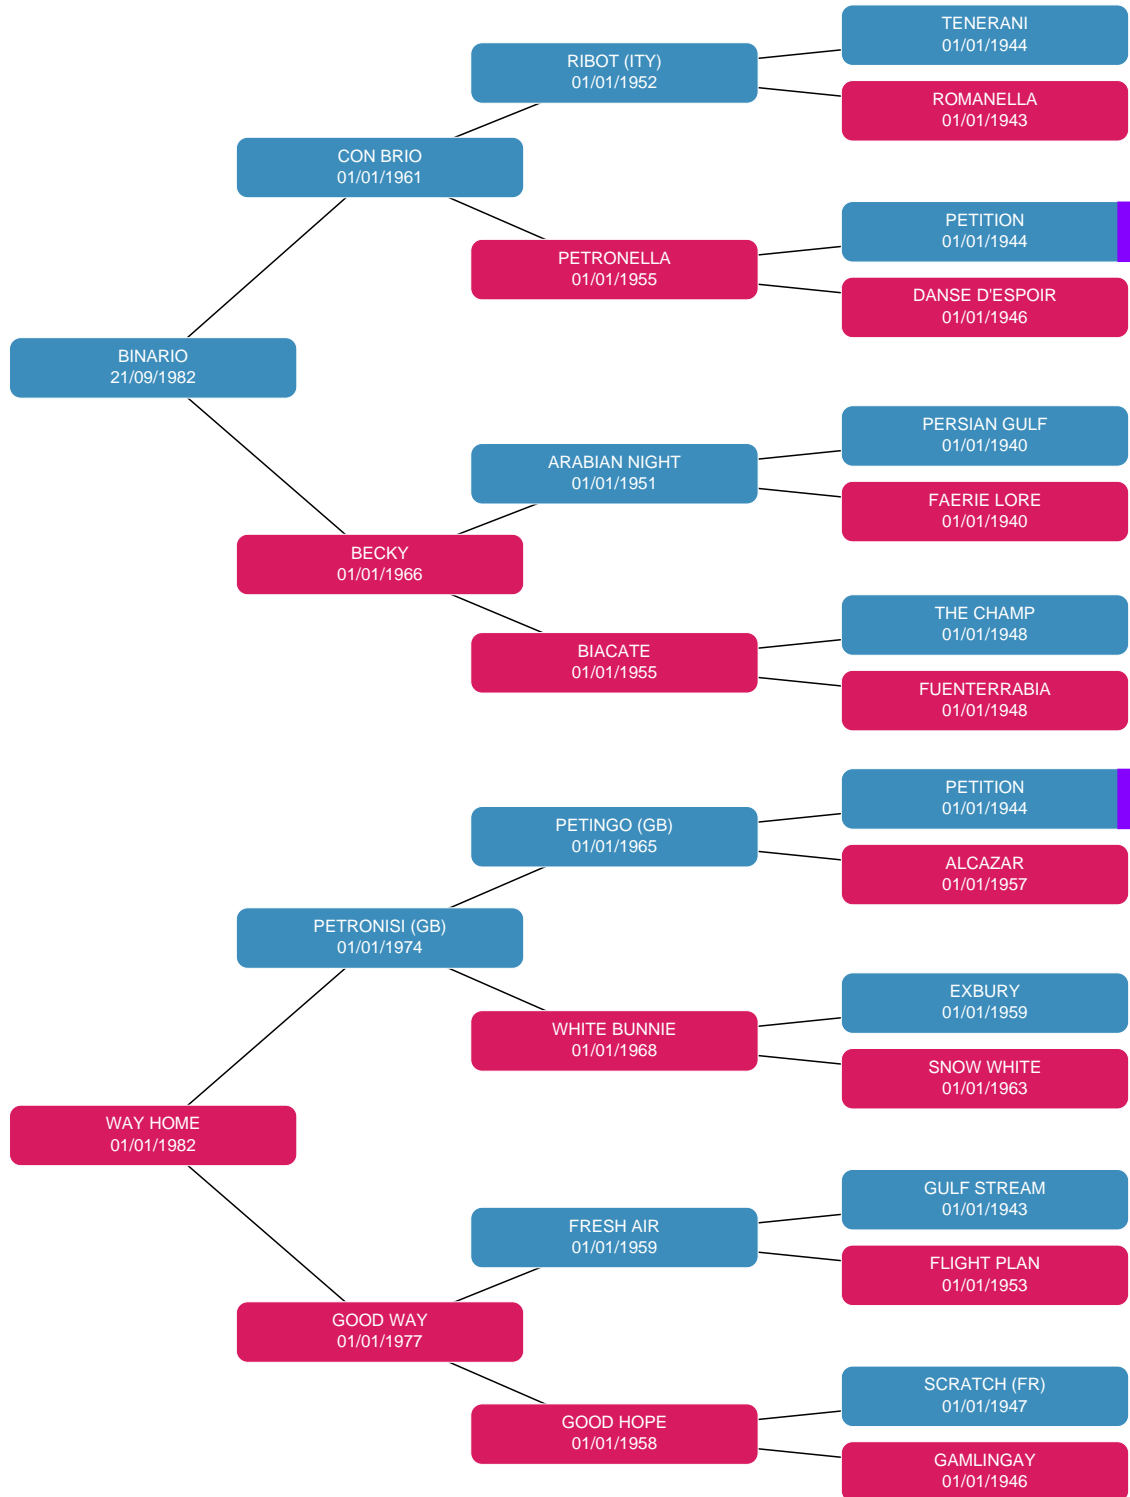 TENERANI
01/01/1944
RIBOT (ITY)
01/01/1952
ROMANELLA
01/01/1943
CON BRIO
01/01/1961
PETITION
01/01/1944
PETRONELLA
01/01/1955
DANSE D'ESPOIR
01/01/1946
BINARIO
21/09/1982
PERSIAN GULF
01/01/1940
ARABIAN NIGHT
01/01/1951
FAERIE LORE
01/01/1940
BECKY
01/01/1966
THE CHAMP
01/01/1948
BIACATE
01/01/1955
FUENTERRABIA
01/01/1948
PETITION
01/01/1944
PETINGO (GB)
01/01/1965
ALCAZAR
01/01/1957
PETRONISI (GB)
01/01/1974
EXBURY
01/01/1959
WHITE BUNNIE
01/01/1968
SNOW WHITE
01/01/1963
WAY HOME
01/01/1982
GULF STREAM
01/01/1943
FRESH AIR
01/01/1959
FLIGHT PLAN
01/01/1953
GOOD WAY
01/01/1977
SCRATCH (FR)
01/01/1947
GOOD HOPE
01/01/1958
GAMLINGAY
01/01/1946